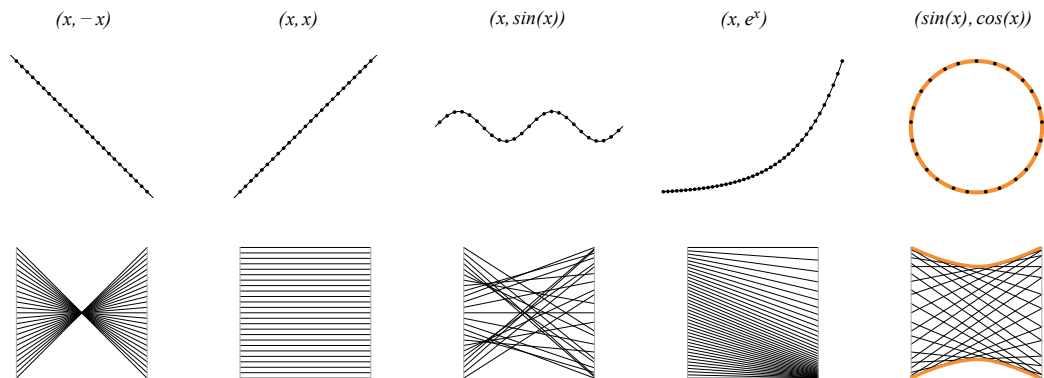 (x, − x)
(x, x)
(x, sin(x))
(x, eˣ)
(sin(x), cos(x))